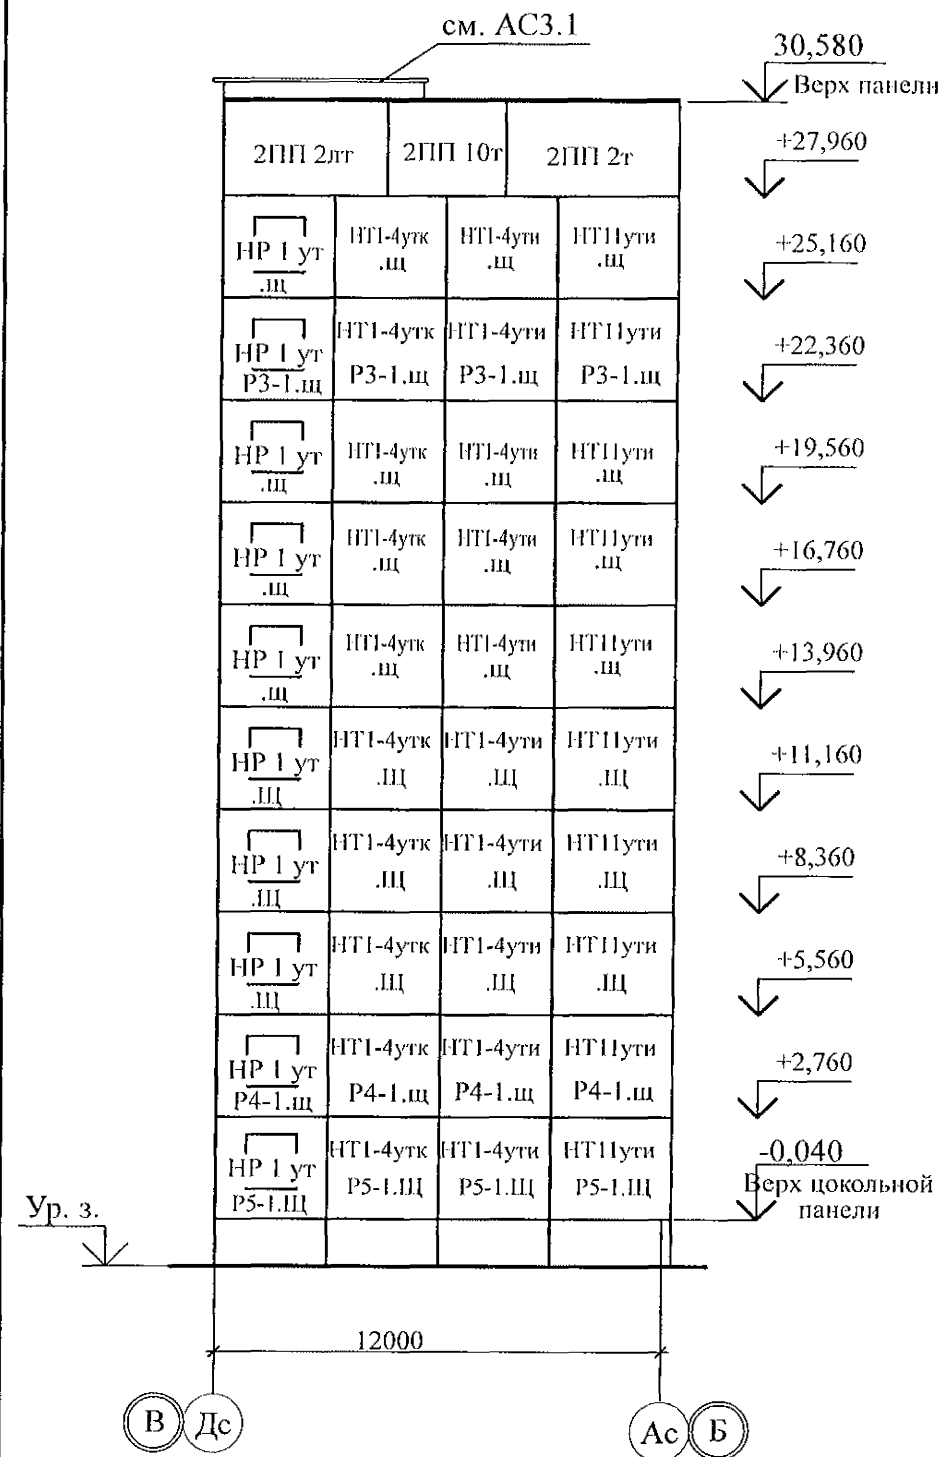 см. АС3.1
30,580
Верх панели
2ПП 2лт 2ПП 10т 2ПП 2т
+27,960
НР 1 ут НТ1-4утк НТ1-4ути НТ11ути
.щ .щ .щ .щ
+25,160
НР 1 ут НТ1-4утк НТ1-4ути НТ11ути
Р3-1.щ Р3-1.щ Р3-1.щ Р3-1.щ
+22,360
НР 1 ут НТ1-4утк НТ1-4ути НТ11ути
.щ .щ .щ .щ
+19,560
НР 1 ут НТ1-4утк НТ1-4ути НТ11ути
.щ .щ .щ .щ
+16,760
НР 1 ут НТ1-4утк НТ1-4ути НТ11ути
.щ .щ .щ .щ
+13,960
НР 1 ут НТ1-4утк НТ1-4ути НТ11ути
.Щ .Щ .Щ .Щ
+11,160
НР 1 ут НТ1-4утк НТ1-4ути НТ11ути
.Щ .Щ .Щ .Щ
+8,360
НР 1 ут НТ1-4утк НТ1-4ути НТ11ути
.Щ .Щ .Щ .Щ
+5,560
НР 1 ут НТ1-4утк НТ1-4ути НТ11ути
Р4-1.щ Р4-1.щ Р4-1.щ Р4-1.щ
+2,760
НР 1 ут НТ1-4утк НТ1-4ути НТ11ути
Р5-1.Щ Р5-1.Щ Р5-1.Щ Р5-1.Щ
-0,040
Верх цокольной
панели
Ур. з.
12000
В Дс Ас Б